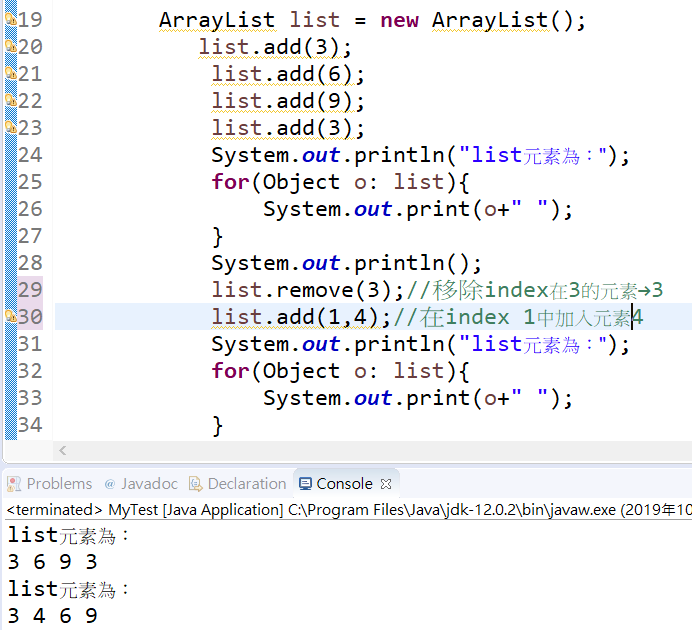 19 ArrayList list = new ArrayList();
20 list.add(3);
21 list.add(6);
22 list.add(9);
23 list.add(3);
24 System.out.println("list元素為：");
25 for(Object o: list){
26 System.out.print(o+" ");
27 }
28 System.out.println();
29 list.remove(3);//移除index在3的元素→3
30 list.add(1,4);//在index 1中加入元素4
31 System.out.println("list元素為：");
32 for(Object o: list){
33 System.out.print(o+" ");
34 }
Problems @ Javadoc Declaration Console
<terminated> MyTest [Java Application] C:\Program Files\Java\jdk-12.0.2\bin\javaw.exe (2019年10
list元素為：
3 6 9 3
list元素為：
3 4 6 9